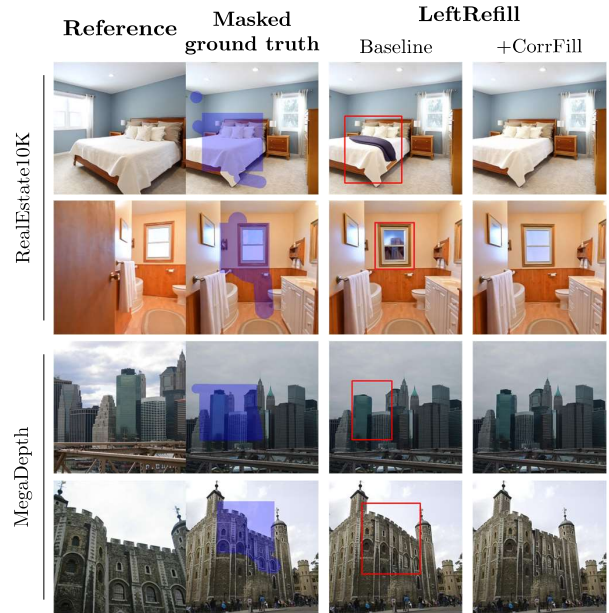 Reference
Masked
ground truth
LeftRefill
Baseline
+CorrFill
RealEstate10K
MegaDepth